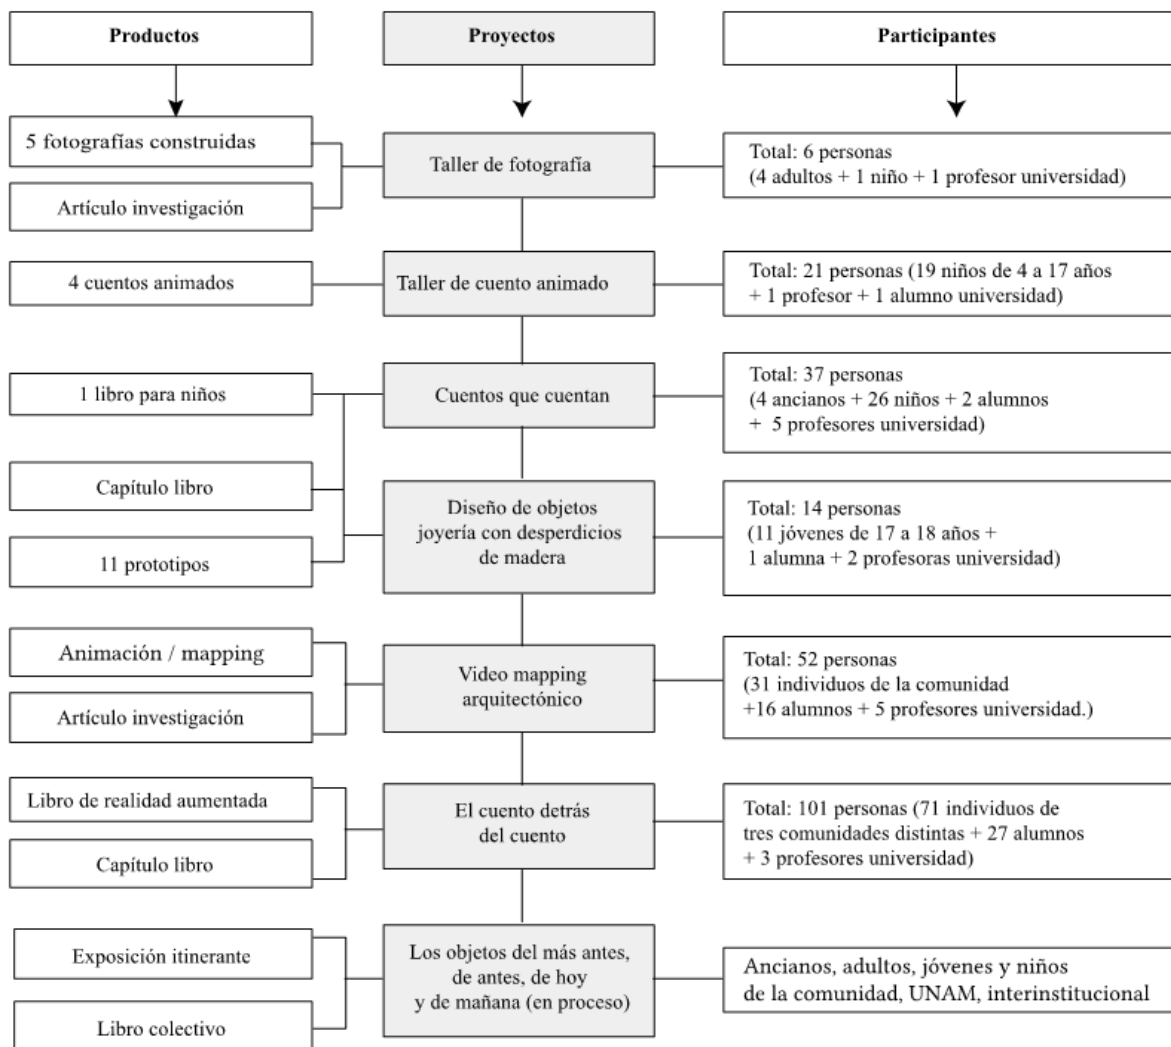 Productos
Proyectos
Participantes
5 fotografías construidas
Artículo investigación
Taller de fotografía
Total: 6 personas
(4 adultos + 1 niño + 1 profesor universidad)
4 cuentos animados
Taller de cuento animado
Total: 21 personas (19 niños de 4 a 17 años
+ 1 profesor + 1 alumno universidad)
1 libro para niños
Cuentos que cuentan
Total: 37 personas
(4 ancianos + 26 niños + 2 alumnos
+ 5 profesores universidad)
Capítulo libro
11 prototipos
Diseño de objetos
joyería con desperdicios
de madera
Total: 14 personas
(11 jóvenes de 17 a 18 años +
1 alumna + 2 profesoras universidad)
Animación / mapping
Artículo investigación
Video mapping
arquitectónico
Total: 52 personas
(31 individuos de la comunidad
+16 alumnos + 5 profesores universidad.)
Libro de realidad aumentada
Capítulo libro
El cuento detrás
del cuento
Total: 101 personas (71 individuos de
tres comunidades distintas + 27 alumnos
+ 3 profesores universidad)
Exposición itinerante
Libro colectivo
Los objetos del más antes,
de antes, de hoy
y de mañana (en proceso)
Ancianos, adultos, jóvenes y niños
de la comunidad, UNAM, interinstitucional